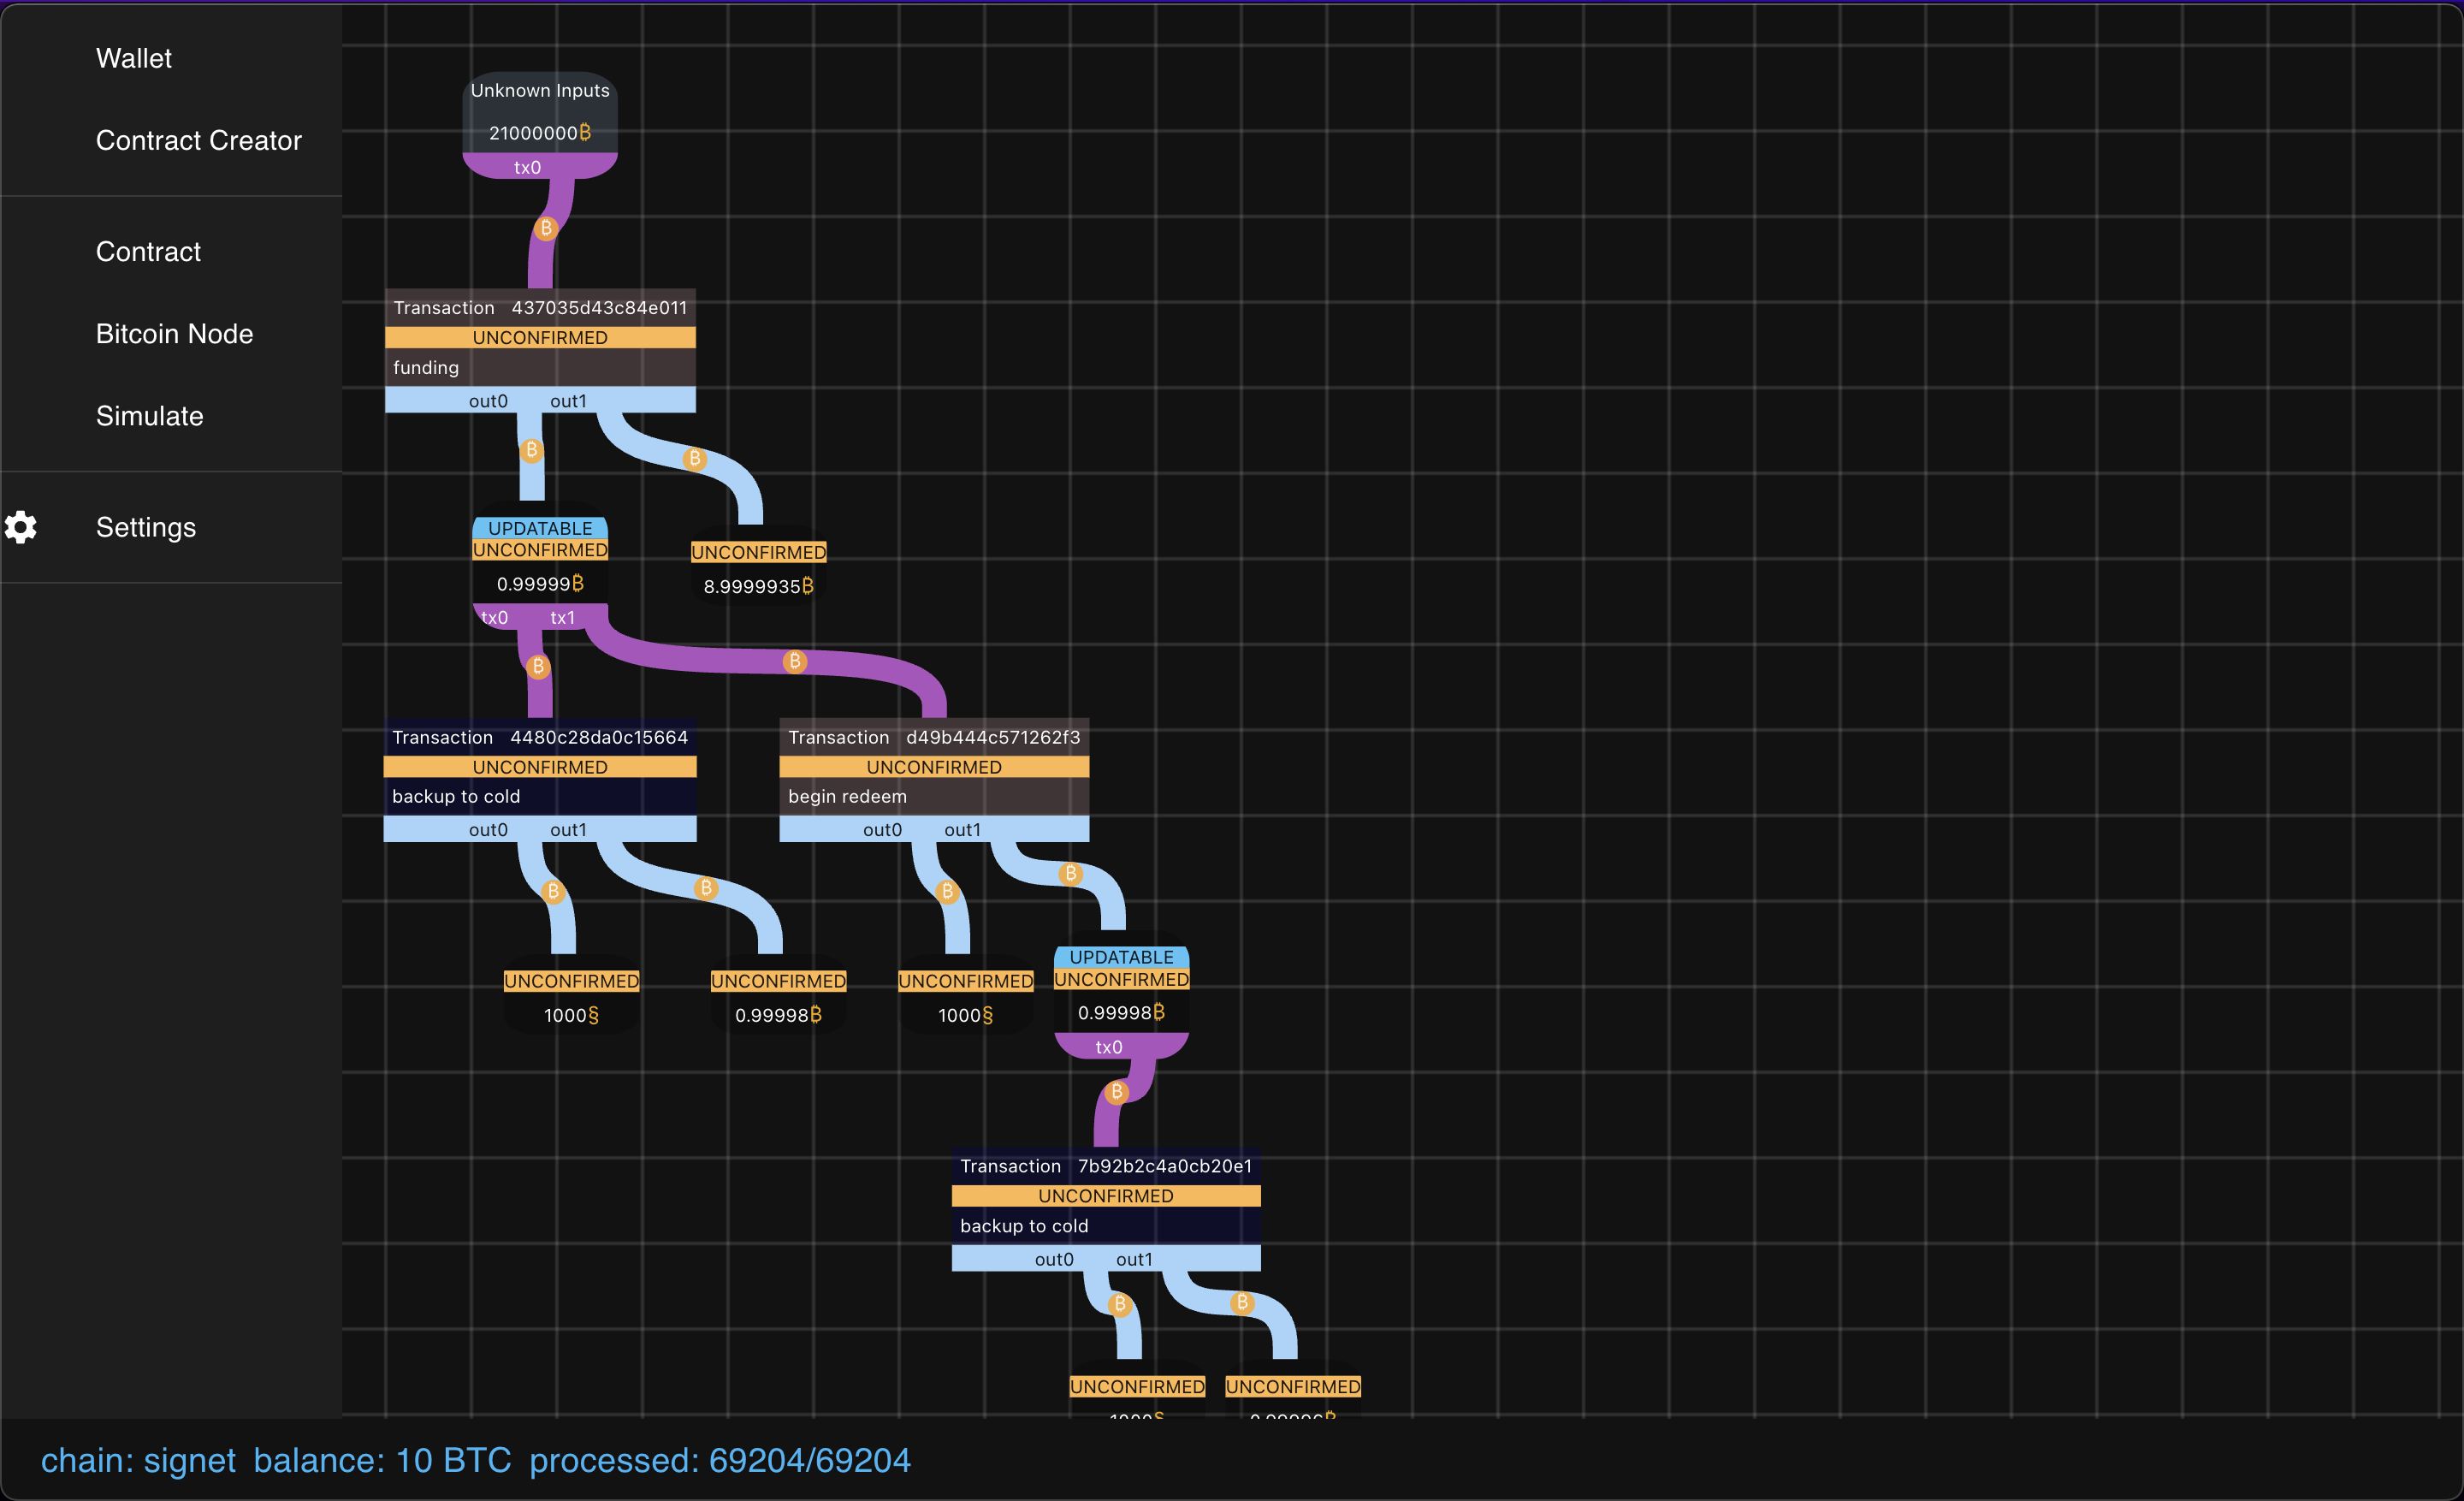 Wallet
Contract Creator
Contract
Bitcoin Node
Simulate
Settings
Unknown Inputs
21000000₿
tx0
Transaction 437035d43c84e011
UNCONFIRMED
funding
out0 out1
UPDATABLE
UNCONFIRMED
0.99999₿
tx0 tx1
UNCONFIRMED
8.9999935₿
Transaction 4480c28da0c15664
UNCONFIRMED
backup to cold
out0 out1
Transaction d49b444c571262f3
UNCONFIRMED
begin redeem
out0 out1
UNCONFIRMED
1000§
UNCONFIRMED
0.99998₿
UNCONFIRMED
1000§
UPDATABLE
UNCONFIRMED
0.99998₿
tx0
Transaction 7b92b2c4a0cb20e1
UNCONFIRMED
backup to cold
out0 out1
UNCONFIRMED
UNCONFIRMED
chain: signet balance: 10 BTC processed: 69204/69204